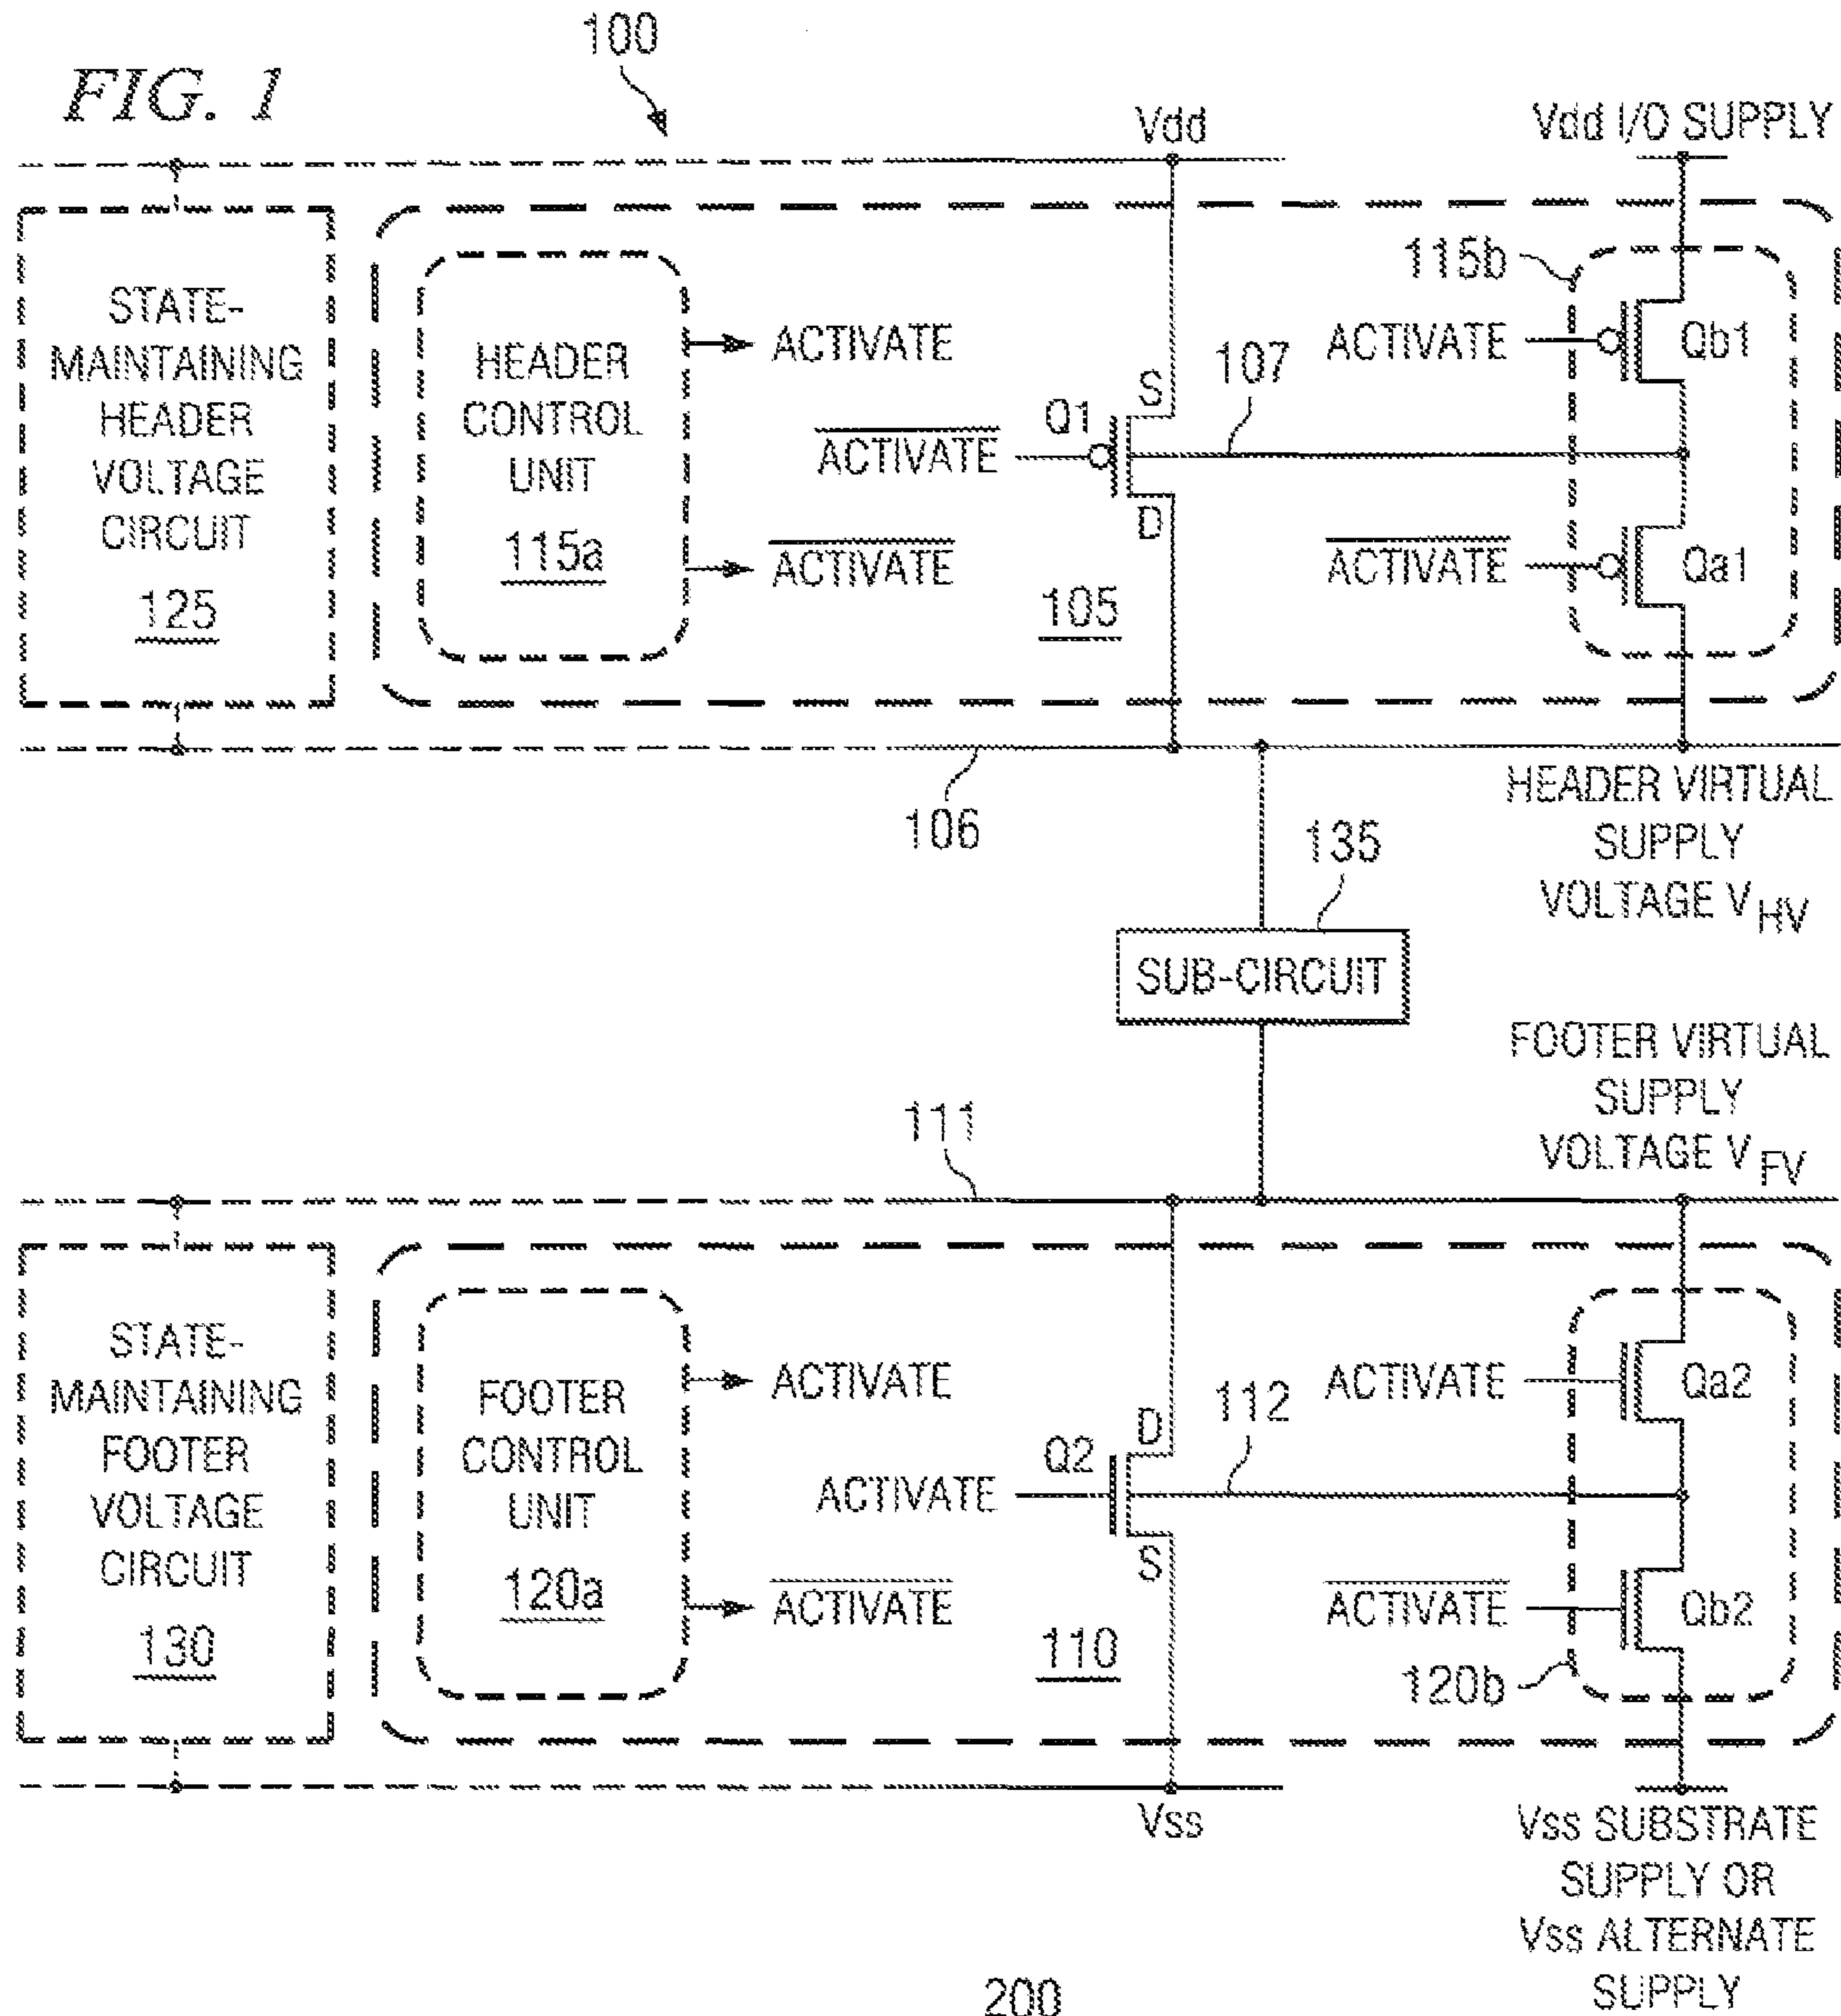 FIG. 1
100
Vdd
Vdd I/O SUPPLY
STATE-
MAINTAINING
HEADER
VOLTAGE
CIRCUIT
125
HEADER
CONTROL
UNIT
115a
ACTIVATE
ACTIVATE
105
Q1
ACTIVATE
S
D
107
115b
ACTIVATE
Qb1
ACTIVATE
Qa1
106
HEADER VIRTUAL
SUPPLY
VOLTAGE VHV
135
SUB-CIRCUIT
FOOTER VIRTUAL
SUPPLY
VOLTAGE VFV
111
STATE-
MAINTAINING
FOOTER
VOLTAGE
CIRCUIT
130
FOOTER
CONTROL
UNIT
120a
ACTIVATE
ACTIVATE
110
Q2
ACTIVATE
D
S
112
ACTIVATE
Qa2
ACTIVATE
Qb2
120b
Vss
Vss SUBSTRATE
SUPPLY OR
Vss ALTERNATE
SUPPLY
200